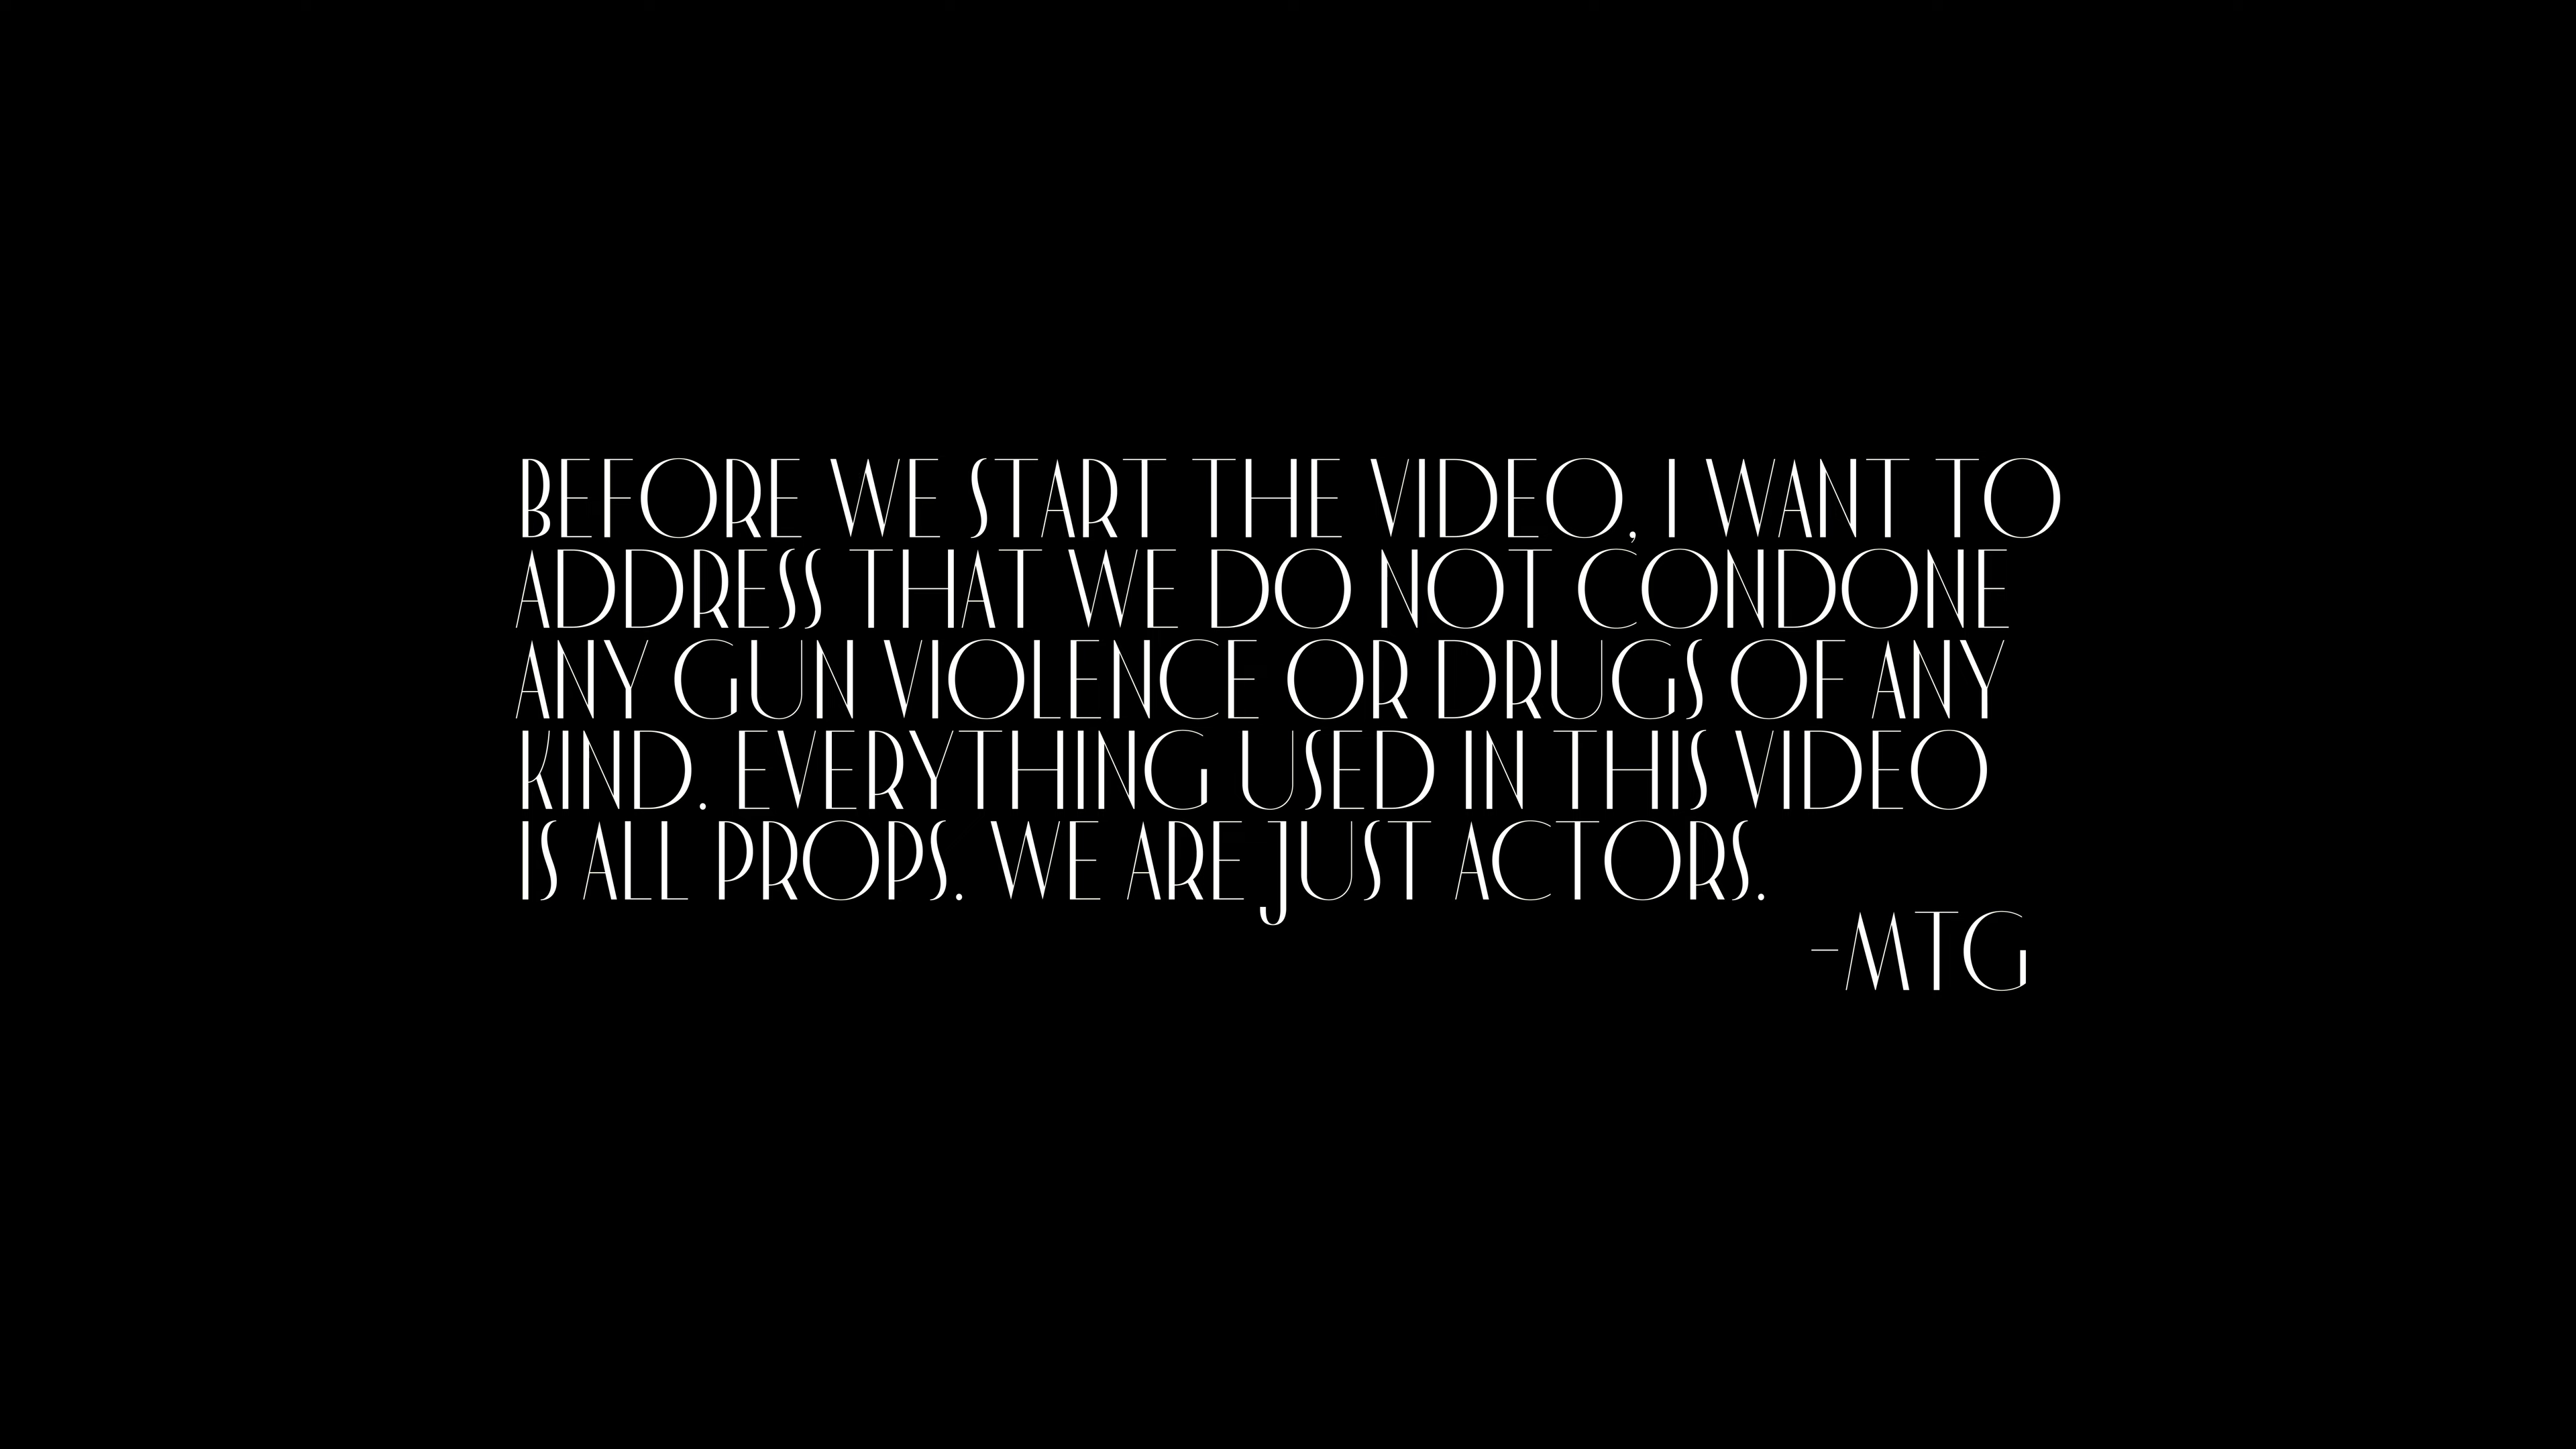 BEFORE WE START THE VIDEO, I WANT TO
ADDRESS THAT WE DO NOT CONDONE
ANY GUN VIOLENCE OR DRUGS OF ANY
KIND. EVERYTHING USED IN THIS VIDEO
IS ALL PROPS. WE ARE JUST ACTORS.
-MTG